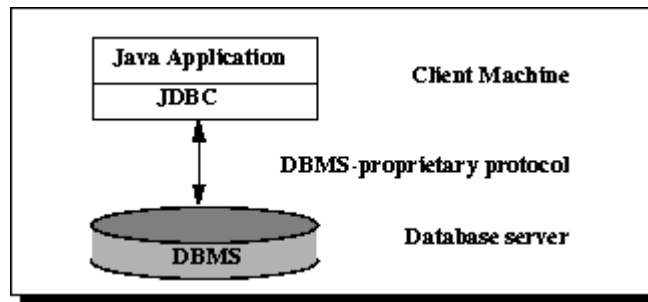 Java Application
Client Machine
JDBC
DBMS-proprietary protocol
Database server
DBMS